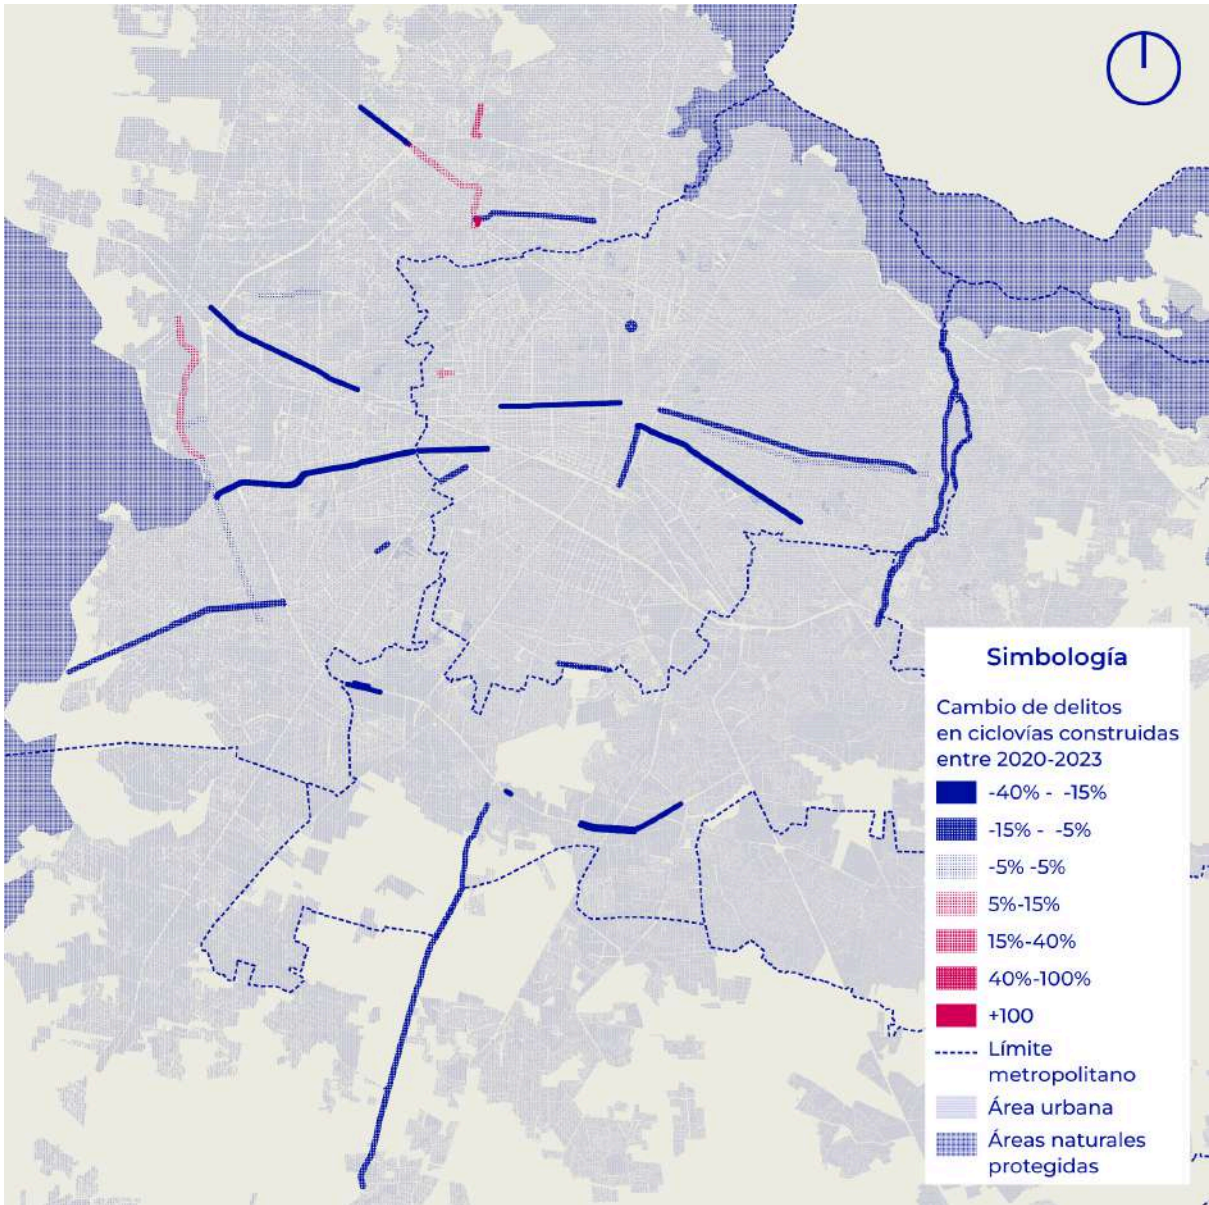 Simbología
Cambio de delitos
en ciclovías construidas
entre 2020-2023
-40% - -15%
-15% - -5%
-5% -5%
5%-15%
15%-40%
40%-100%
+100
Límite
metropolitano
Área urbana
Áreas naturales
protegidas